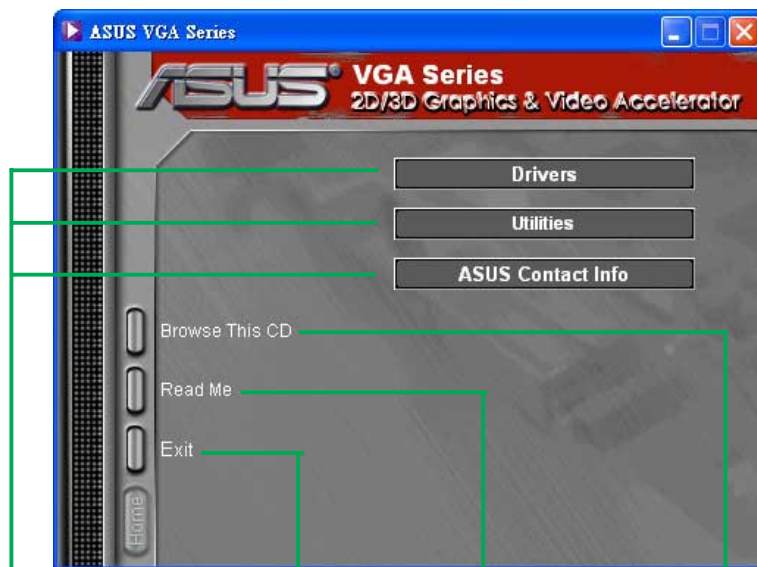 ASUS VGA Series
ASUS VGA Series
2D/3D Graphics & Video Accelerator
Drivers
Utilities
ASUS Contact Info
Browse This CD
Read Me
Exit
Home